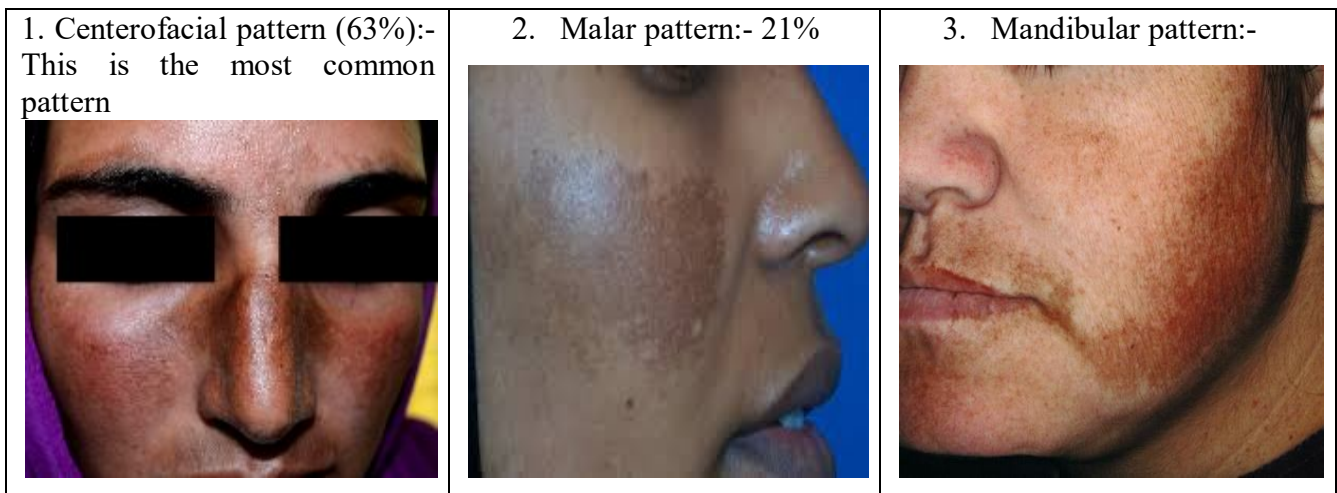 1. Centerofacial pattern (63%):-
This is the most common
pattern
2. Malar pattern:- 21%
3. Mandibular pattern:-